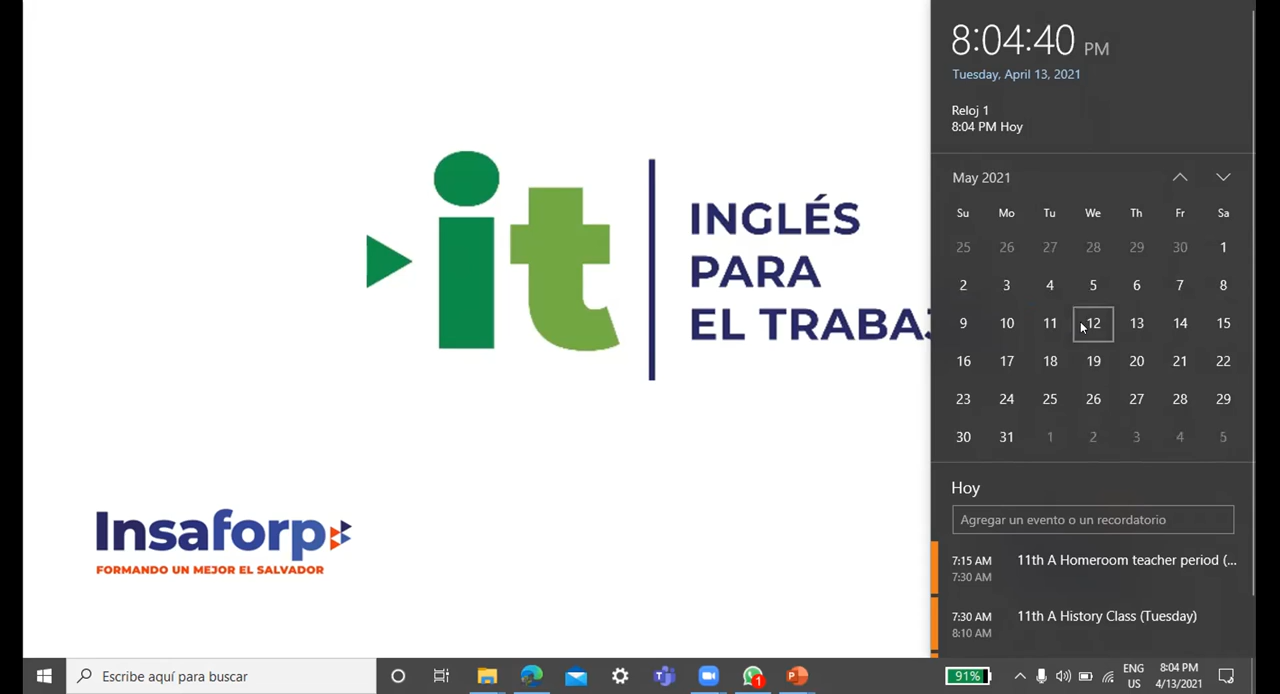 8:04:40 PM
Tuesday, April 13, 2021
Reloj 1
8:04 PM Hoy
May 2021
Su Mo Tu We Th Fr Sa
25 26 27 28 29 30 1
2 3 4 5 6 7 8
9 10 11 12 13 14 15
16 17 18 19 20 21 22
23 24 25 26 27 28 29
30 31 1 2 3 4 5
Hoy
Agregar un evento o un recordatorio
7:15 AM 11th A Homeroom teacher period (...
7:30 AM
7:30 AM 11th A History Class (Tuesday)
8:10 AM
it
INGLÉS
PARA
EL TRABAJ
Insaforp
FORMANDO UN MEJOR EL SALVADOR
Escribe aquí para buscar
1
91%
ENG
US
8:04 PM
4/13/2021